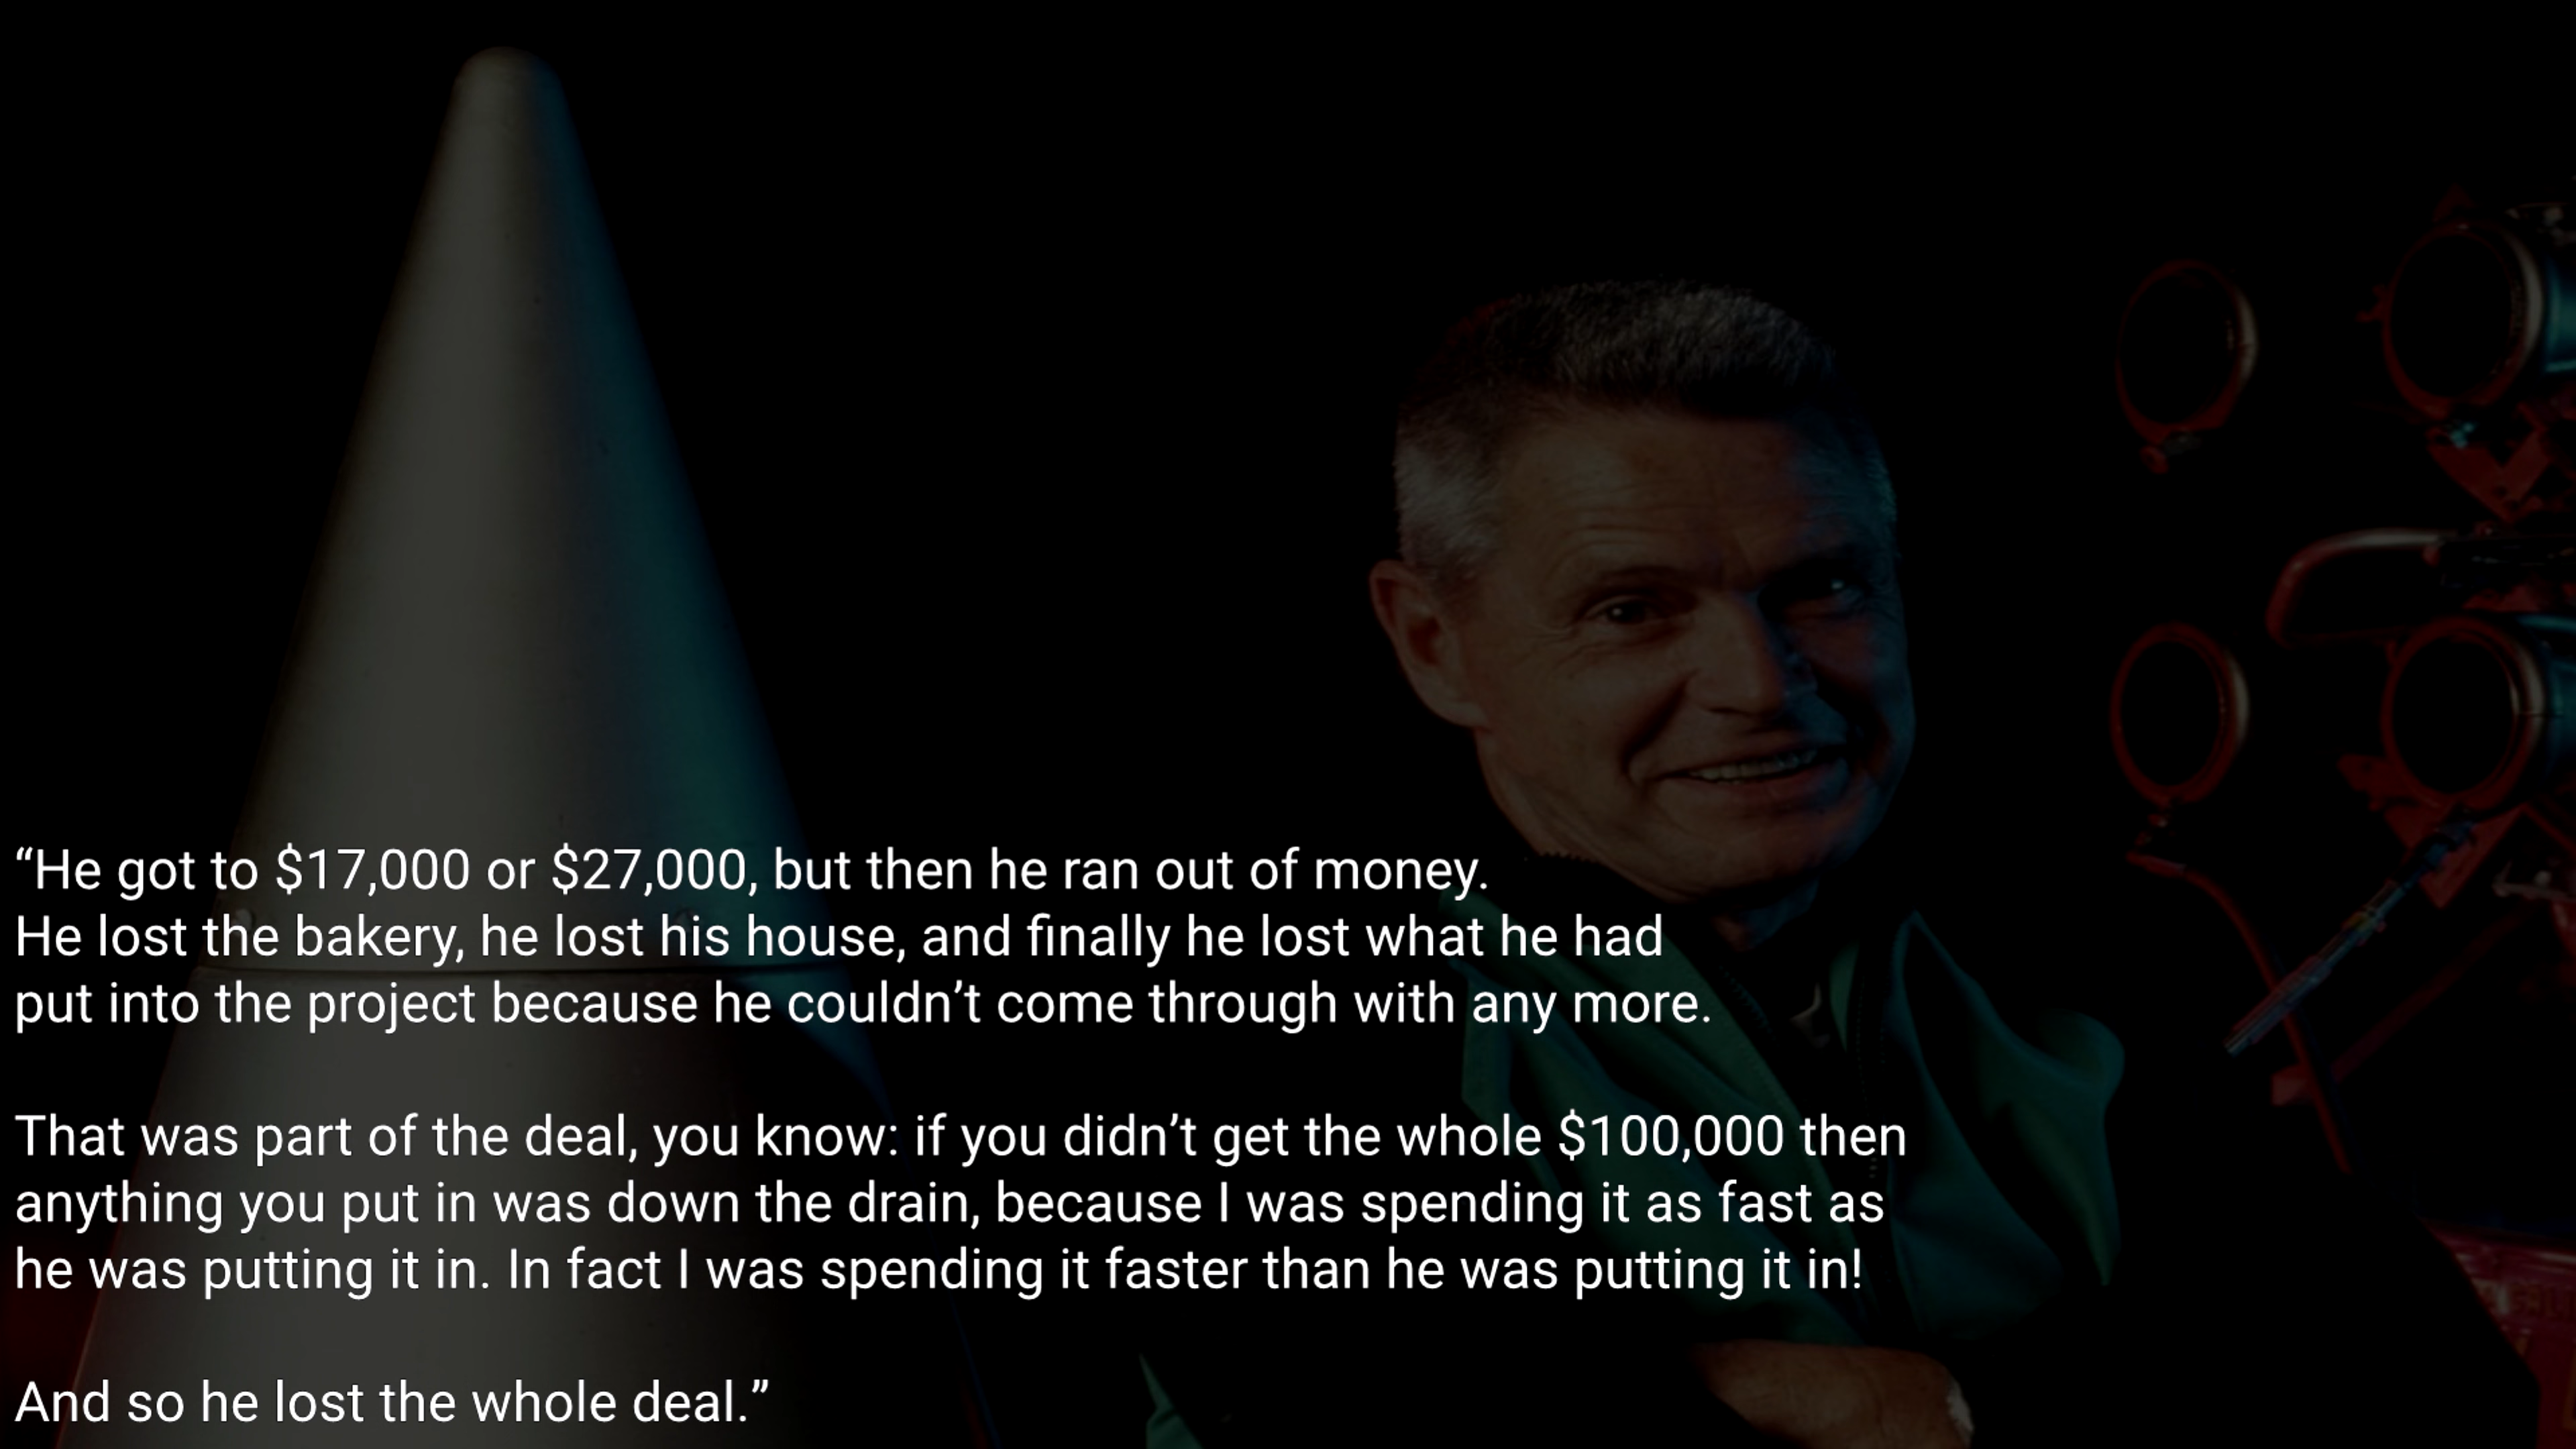 “He got to $17,000 or $27,000, but then he ran out of money.
He lost the bakery, he lost his house, and finally he lost what he had
put into the project because he couldn’t come through with any more.
That was part of the deal, you know: if you didn’t get the whole $100,000 then
anything you put in was down the drain, because I was spending it as fast as
he was putting it in. In fact I was spending it faster than he was putting it in!
And so he lost the whole deal.”